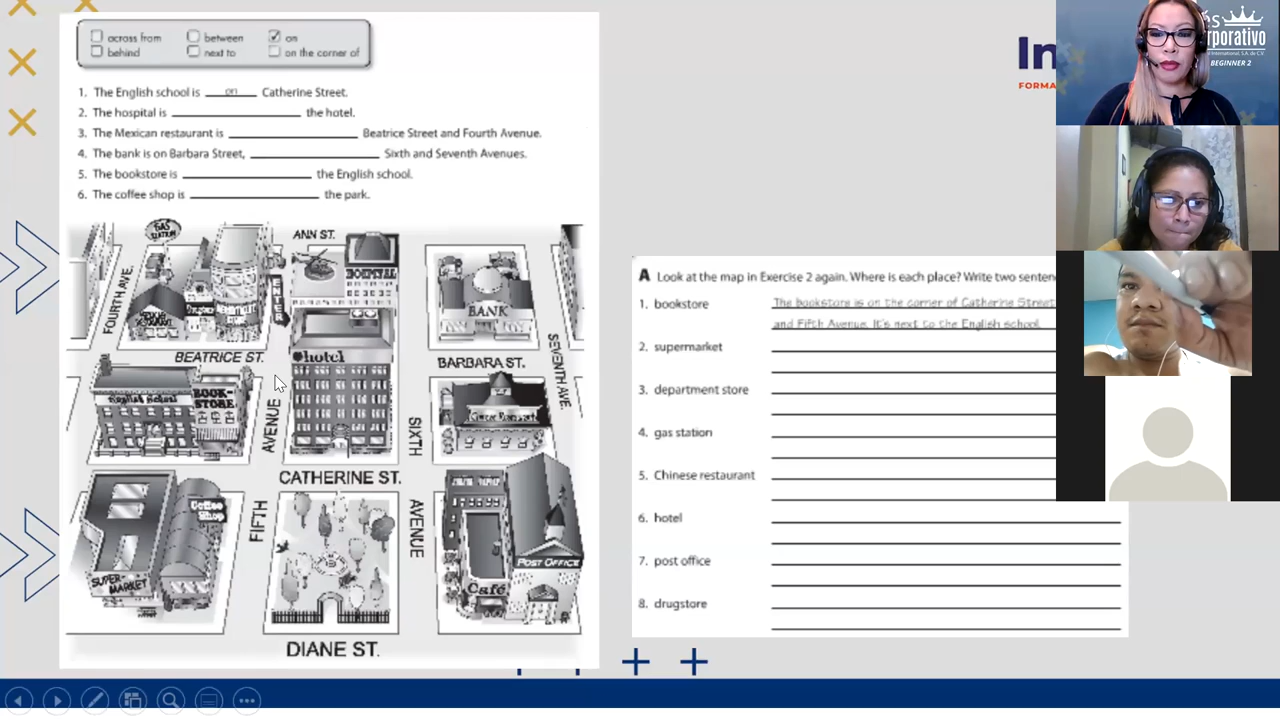 across from
between
on
behind
next to
on the corner of
1. The English school is on Catherine Street.
2. The hospital is the hotel.
3. The Mexican restaurant is Beatrice Street and Fourth Avenue.
4. The bank is on Barbara Street, Sixth and Seventh Avenues.
5. The bookstore is the English school.
6. The coffee shop is the park.
GAS STATION
ANN ST.
HOSPITAL
FOURTH AVE.
CENTER
BANK
BEATRICE ST.
hotel
BARBARA ST.
SEVENTH AVE.
English School
BOOK-STORE
AVENUE
SIXTH
CATHERINE ST.
Coffee Shop
FIFTH
AVENUE
SUPER-MARKET
Café
POST OFFICE
DIANE ST.
In
FORMA
rporativo
BEGINNER 2
A Look at the map in Exercise 2 again. Where is each place? Write two senten
1. bookstore The bookstore is on the corner of Catherine Street
and Fifth Avenue. It's next to the English school.
2. supermarket
3. department store
4. gas station
5. Chinese restaurant
6. hotel
7. post office
8. drugstore